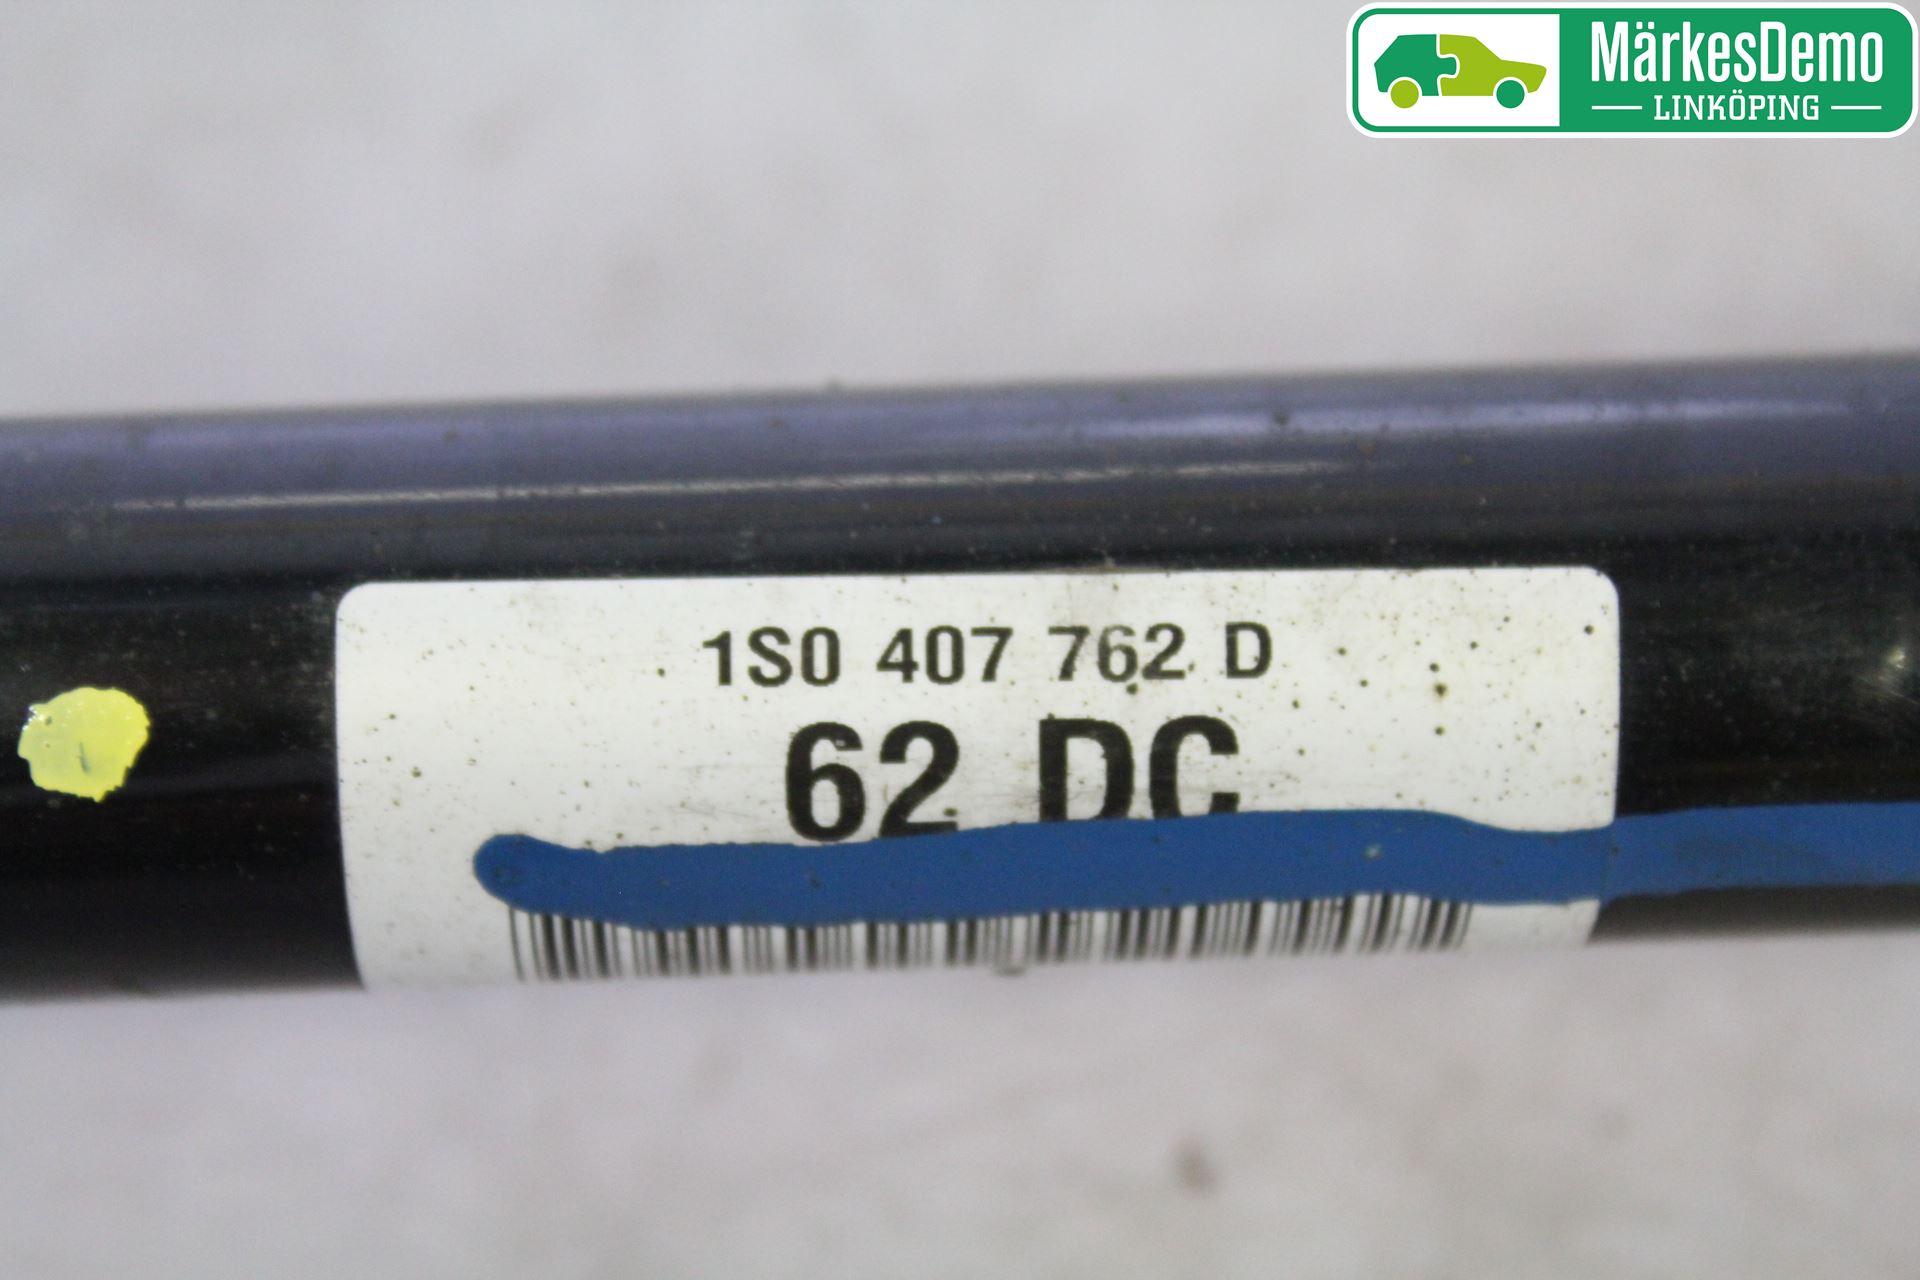 MärkesDemo
LINKÖPING
1S0 407 762 D
62 DC